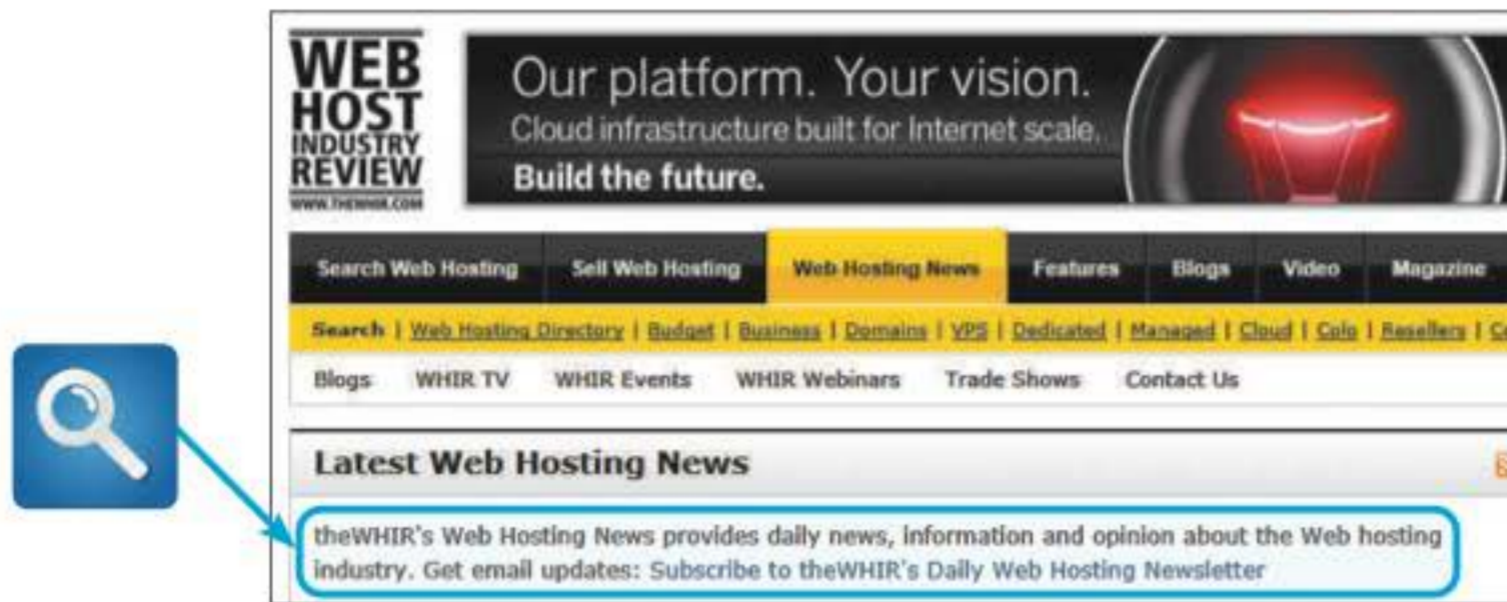 WEB
HOST
INDUSTRY
REVIEW
WWW.THEWHIR.COM
Our platform. Your vision.
Cloud infrastructure built for Internet scale.
Build the future.
Search Web Hosting Sell Web Hosting Web Hosting News Features Blogs Video Magazine
Search | Web Hosting Directory | Budget | Business | Domains | VPS | Dedicated | Managed | Cloud | Colo | Resellers |
Blogs WHIR TV WHIR Events WHIR Webinars Trade Shows Contact Us
Latest Web Hosting News
theWHIR's Web Hosting News provides daily news, information and opinion about the Web hosting
industry. Get email updates: Subscribe to theWHIR's Daily Web Hosting Newsletter